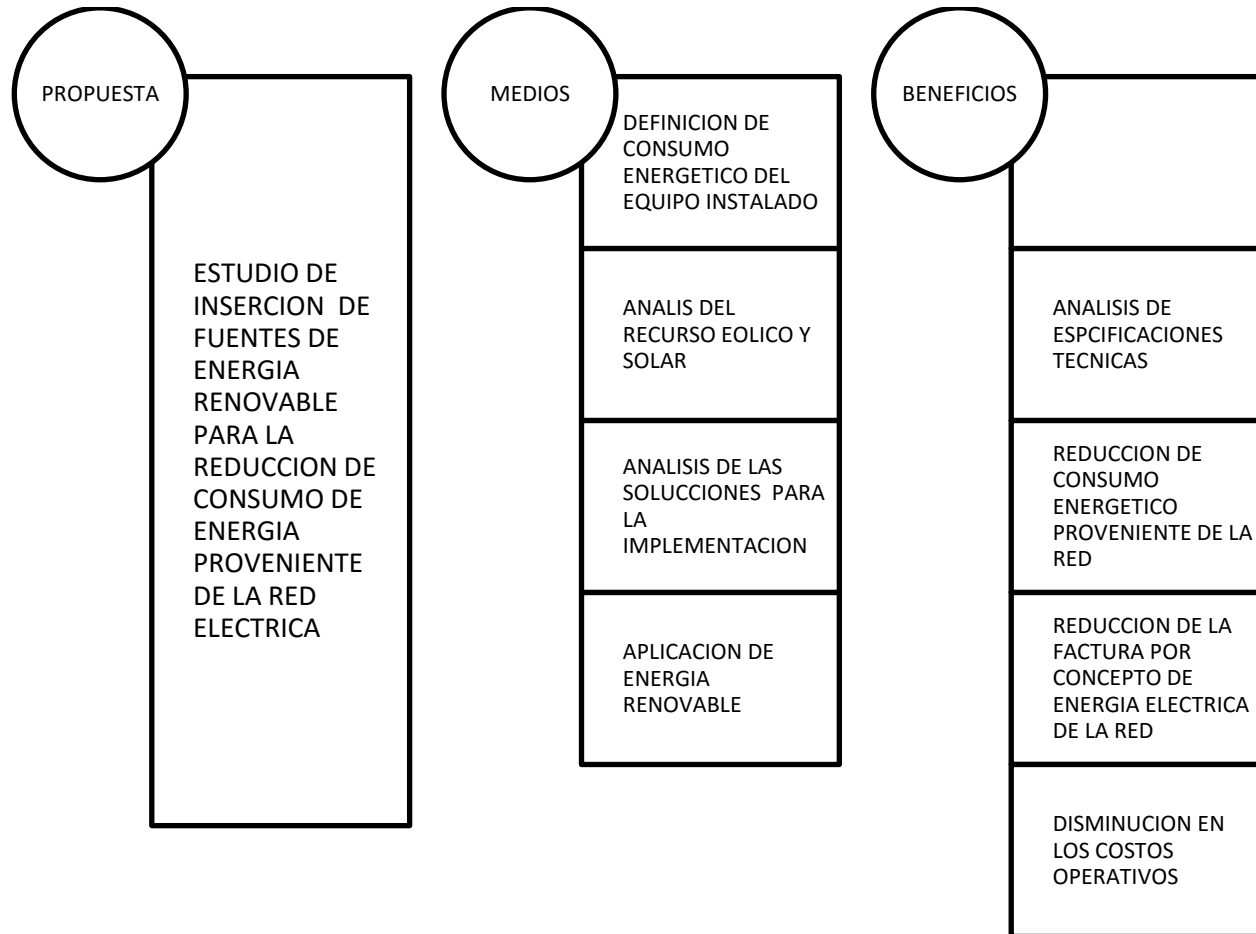 PROPUESTA
ESTUDIO DE
INSERCION DE
FUENTES DE
ENERGIA
RENOVABLE
PARA LA
REDUCCION DE
CONSUMO DE
ENERGIA
PROVENIENTE
DE LA RED
ELECTRICA
MEDIOS
DEFINICION DE
CONSUMO
ENERGETICO DEL
EQUIPO INSTALADO
ANALIS DEL
RECURSO EOLICO Y
SOLAR
ANALISIS DE LAS
SOLUCCIONES PARA
LA
IMPLEMENTACION
APLICACION DE
ENERGIA
RENOVABLE
BENEFICIOS
ANALISIS DE
ESPCIFICACIONES
TECNICAS
REDUCCION DE
CONSUMO
ENERGETICO
PROVENIENTE DE LA
RED
REDUCCION DE LA
FACTURA POR
CONCEPTO DE
ENERGIA ELECTRICA
DE LA RED
DISMINUCION EN
LOS COSTOS
OPERATIVOS